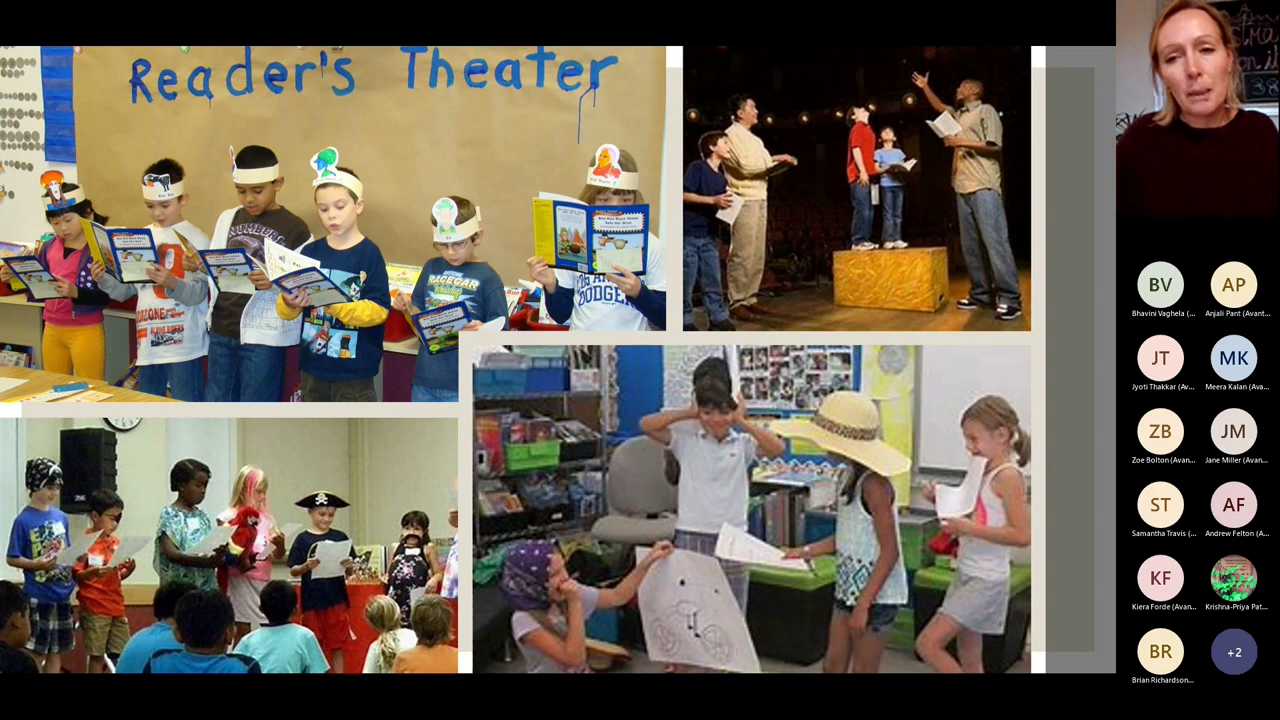 Reader's Theater
RACECAR
DODGERS
BV
AP
Bhavini Vaghela (...
Anjali Pant (Avant...
JT
MK
Jyoti Thakkar (Av...
Meera Kalan (Ava...
ZB
JM
Zoe Bolton (Avan...
Jane Miller (Avan...
ST
AF
Samantha Travis (...
Andrew Felton (A...
KF
Kiera Forde (Avan...
Krishna-Priya Pat...
BR
+2
Brian Richardson...